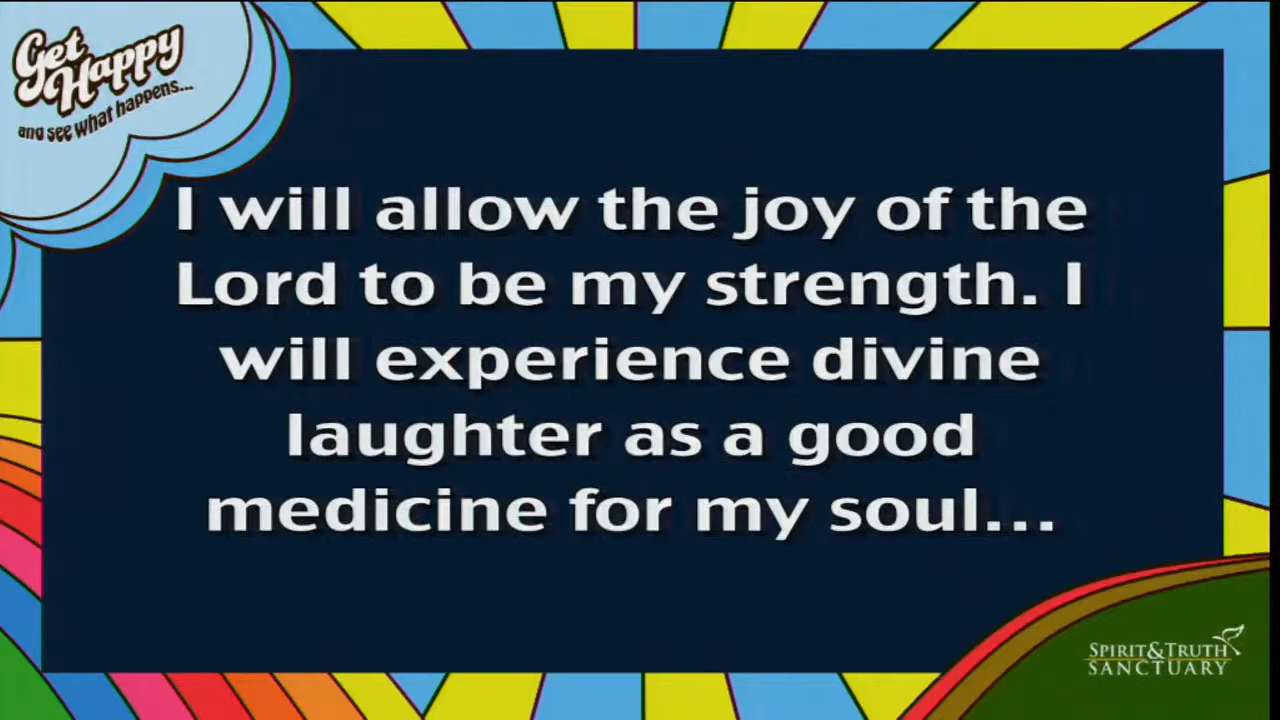 Get
Happy
and see what happens...
I will allow the joy of the
Lord to be my strength. I
will experience divine
laughter as a good
medicine for my soul...
SPIRIT&TRUTH
SANCTUARY